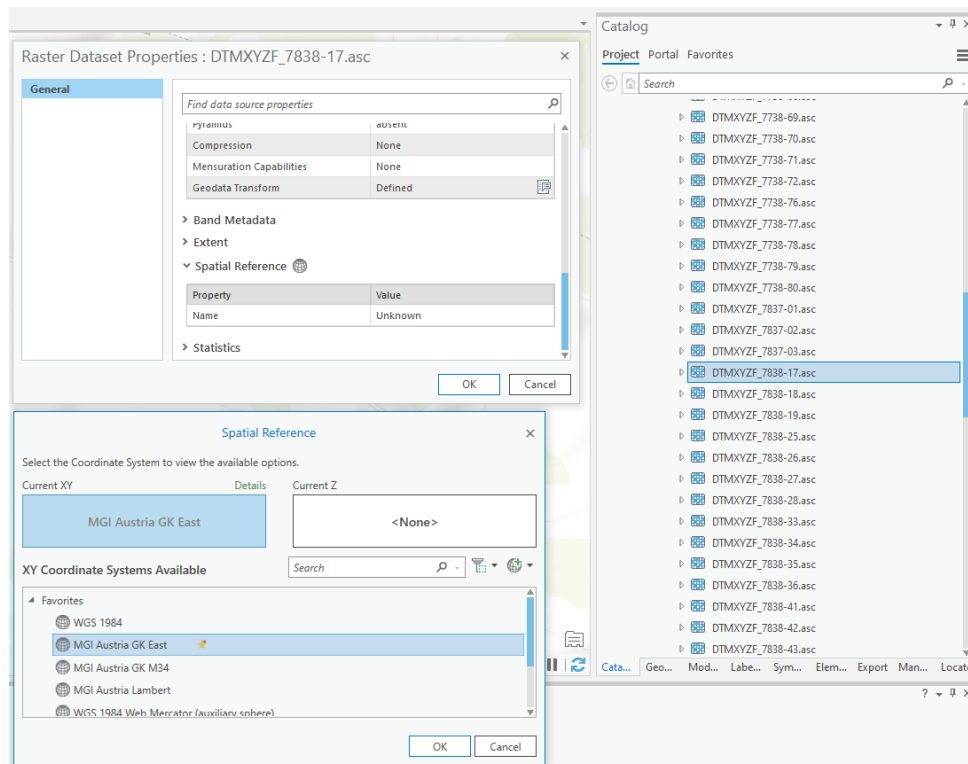 Raster Dataset Properties : DTMXYZF_7838-17.asc
General
Find data source properties
Pyramids absent
Compression None
Mensuration Capabilities None
Geodata Transform Defined
Band Metadata
Extent
Spatial Reference
Property Value
Name Unknown
Statistics
OK Cancel
Spatial Reference
Select the Coordinate System to view the available options.
Current XY Details Current Z
MGI Austria GK East <None>
XY Coordinate Systems Available Search
Favorites
WGS 1984
MGI Austria GK East
MGI Austria GK M34
MGI Austria Lambert
WGS 1984 Web Mercator (auxiliary sphere)
OK Cancel
Catalog
Project Portal Favorites
Search
DTMXYZF_7738-69.asc
DTMXYZF_7738-70.asc
DTMXYZF_7738-71.asc
DTMXYZF_7738-72.asc
DTMXYZF_7738-76.asc
DTMXYZF_7738-77.asc
DTMXYZF_7738-78.asc
DTMXYZF_7738-79.asc
DTMXYZF_7738-80.asc
DTMXYZF_7837-01.asc
DTMXYZF_7837-02.asc
DTMXYZF_7837-03.asc
DTMXYZF_7838-17.asc
DTMXYZF_7838-18.asc
DTMXYZF_7838-19.asc
DTMXYZF_7838-25.asc
DTMXYZF_7838-26.asc
DTMXYZF_7838-27.asc
DTMXYZF_7838-28.asc
DTMXYZF_7838-33.asc
DTMXYZF_7838-34.asc
DTMXYZF_7838-35.asc
DTMXYZF_7838-36.asc
DTMXYZF_7838-41.asc
DTMXYZF_7838-42.asc
DTMXYZF_7838-43.asc
Cata... Geo... Mod... Labe... Sym... Elem... Export Man... Locat
?